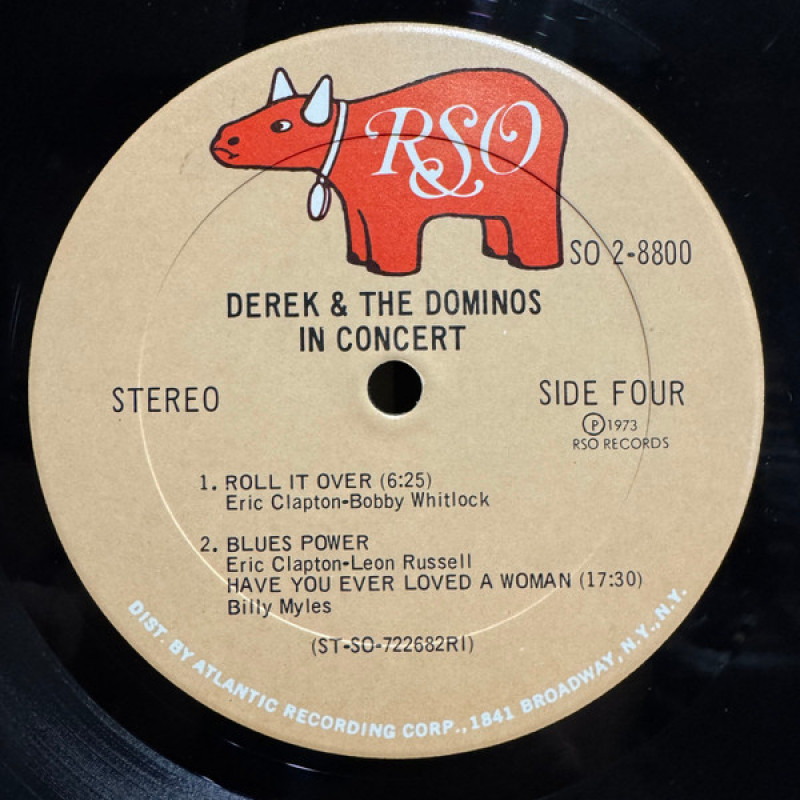 RSO
SO 2-8800
DEREK & THE DOMINOS
IN CONCERT
STEREO
SIDE FOUR
Ⓟ1973
RSO RECORDS
1. ROLL IT OVER (6:25)
Eric Clapton-Bobby Whitlock
2. BLUES POWER
Eric Clapton-Leon Russell
HAVE YOU EVER LOVED A WOMAN (17:30)
Billy Myles
(ST-SO-722682RI)
DIST. BY ATLANTIC RECORDING CORP., 1841 BROADWAY, N.Y., N.Y.